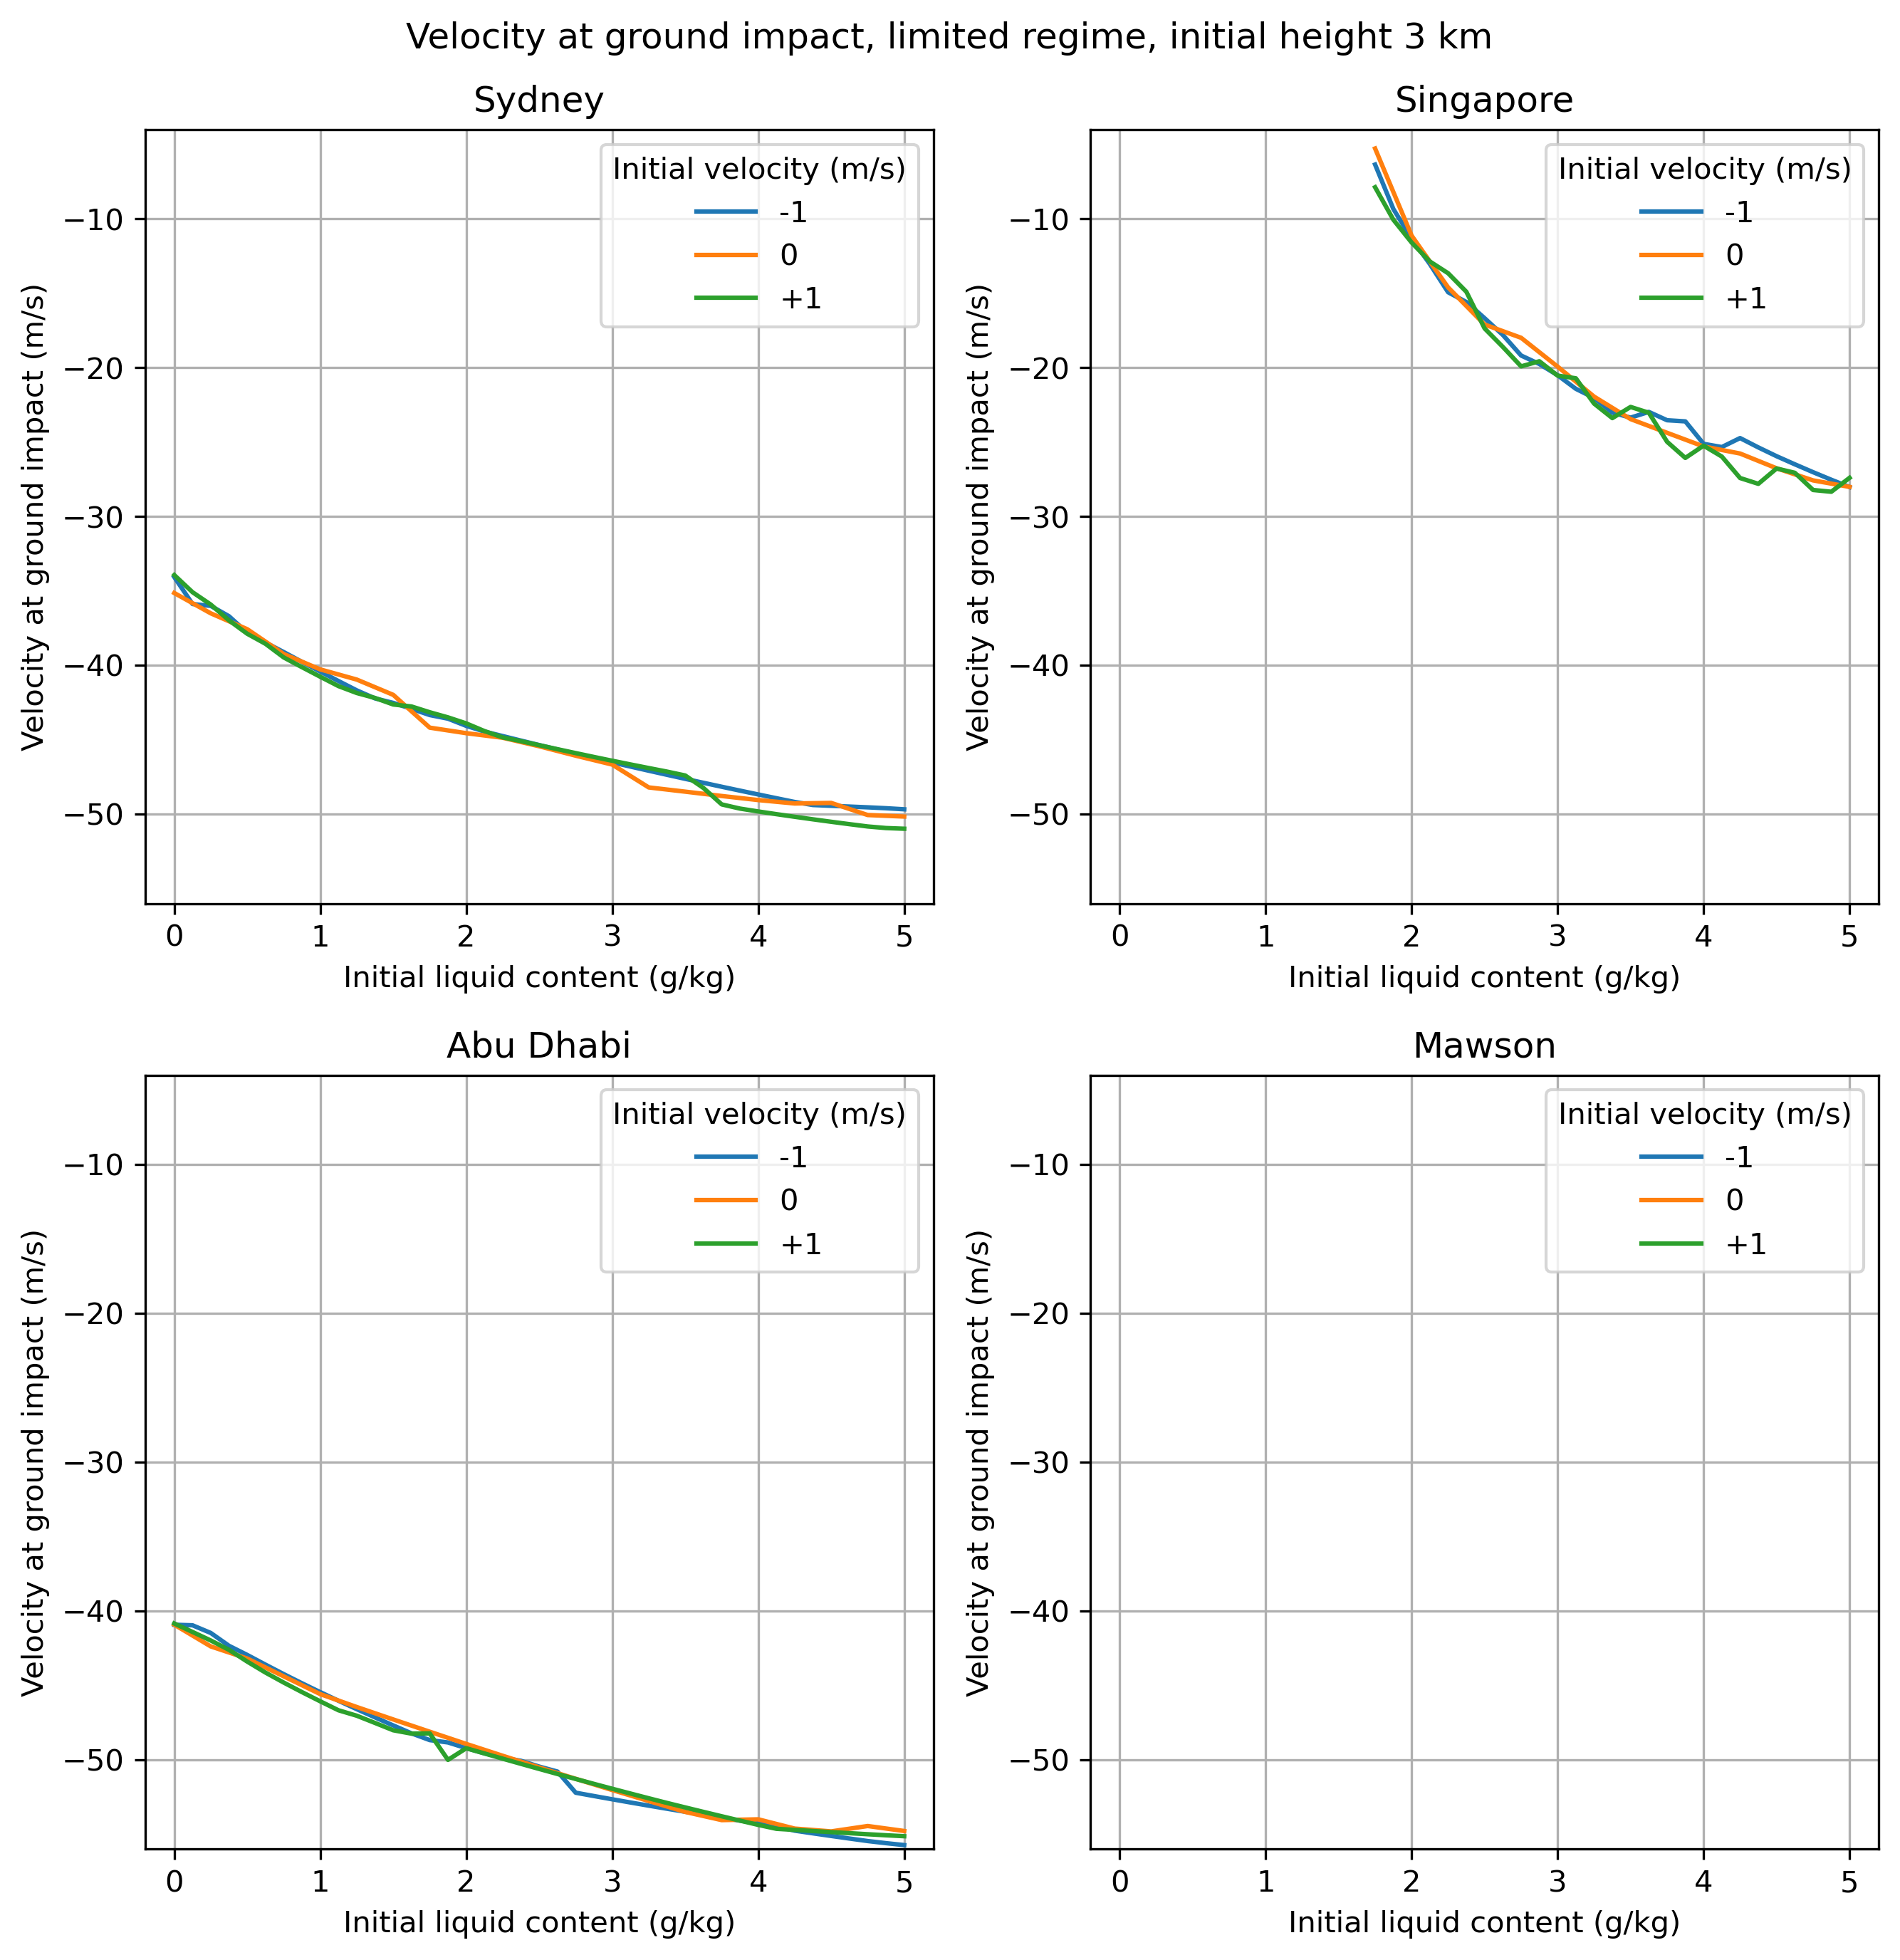 Velocity at ground impact, limited regime, initial height 3 km
Sydney
Velocity at ground impact (m/s)
−10
−20
−30
−40
−50
Initial velocity (m/s)
-1
0
+1
0 1 2 3 4 5
Initial liquid content (g/kg)
Singapore
Velocity at ground impact (m/s)
−10
−20
−30
−40
−50
Initial velocity (m/s)
-1
0
+1
0 1 2 3 4 5
Initial liquid content (g/kg)
Abu Dhabi
Velocity at ground impact (m/s)
−10
−20
−30
−40
−50
Initial velocity (m/s)
-1
0
+1
0 1 2 3 4 5
Initial liquid content (g/kg)
Mawson
Velocity at ground impact (m/s)
−10
−20
−30
−40
−50
Initial velocity (m/s)
-1
0
+1
0 1 2 3 4 5
Initial liquid content (g/kg)